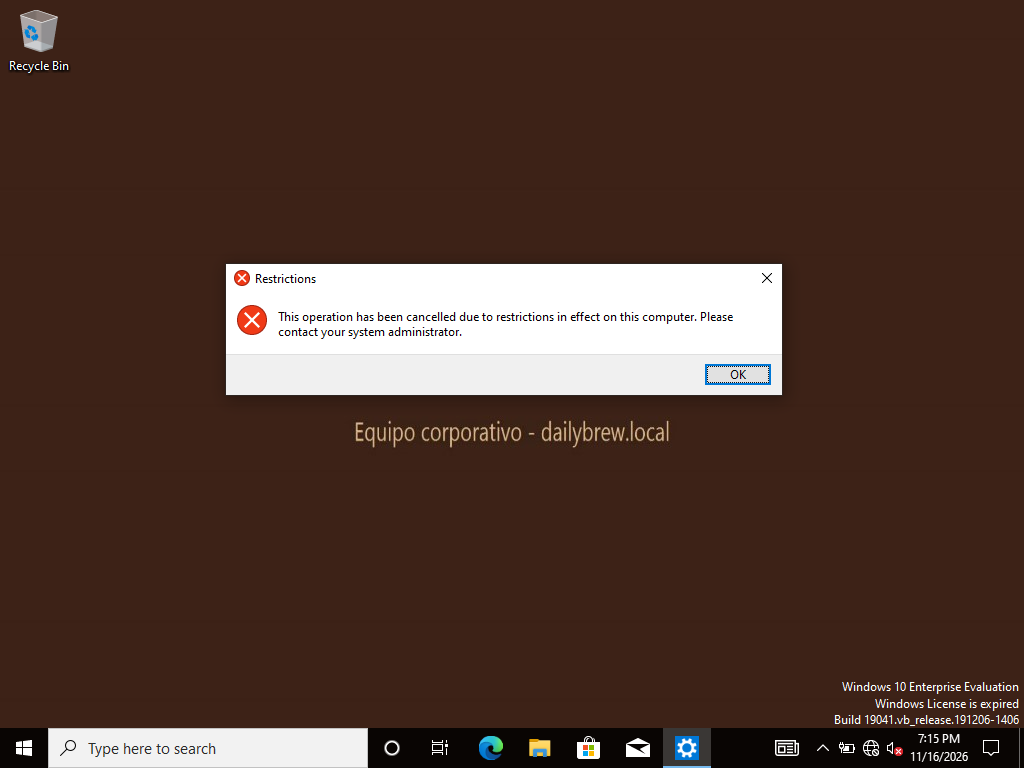 Recycle Bin
Restrictions
This operation has been cancelled due to restrictions in effect on this computer. Please
contact your system administrator.
OK
Equipo corporativo - dailybrew.local
Windows 10 Enterprise Evaluation
Windows License is expired
Build 19041.vb_release.191206-1406
Type here to search
7:15 PM
11/16/2026